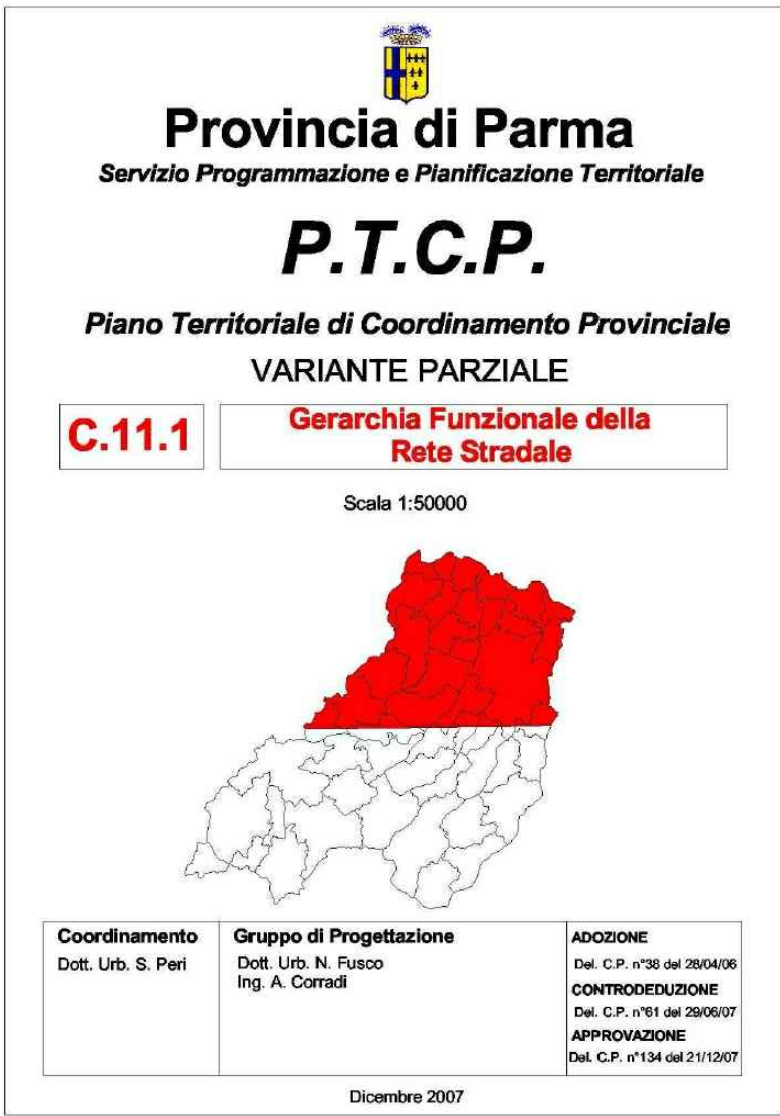 Provincia di Parma
Servizio Programmazione e Pianificazione Territoriale
P.T.C.P.
Piano Territoriale di Coordinamento Provinciale
VARIANTE PARZIALE
C.11.1
Gerarchia Funzionale della
Rete Stradale
Scala 1:50000
Coordinamento
Dott. Urb. S. Peri
Gruppo di Progettazione
Dott. Urb. N. Fusco
Ing. A. Corradi
ADOZIONE
Del. C.P. n°38 del 28/04/06
CONTRODEDUZIONE
Del. C.P. n°61 del 29/06/07
APPROVAZIONE
Del. C.P. n°134 del 21/12/07
Dicembre 2007